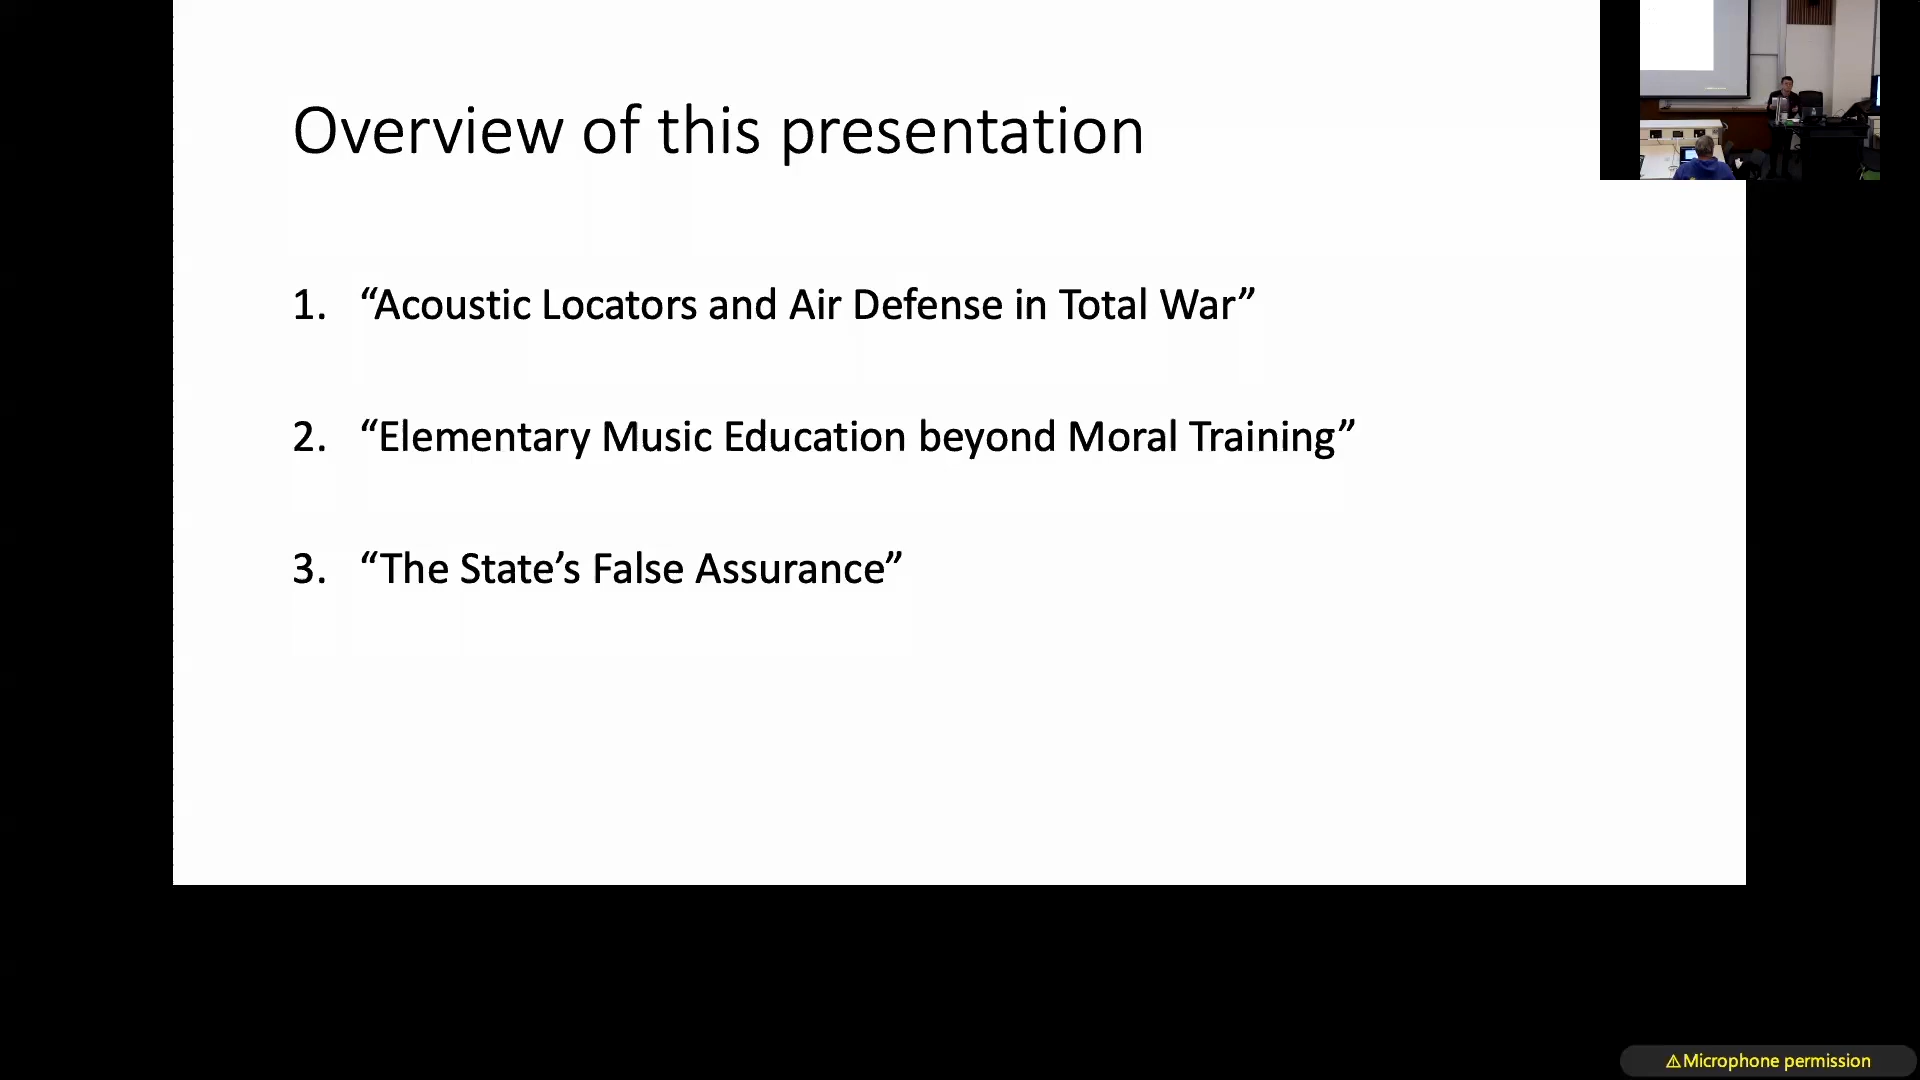 Overview of this presentation
1. “Acoustic Locators and Air Defense in Total War”
2. “Elementary Music Education beyond Moral Training”
3. “The State’s False Assurance”
⚠Microphone permission